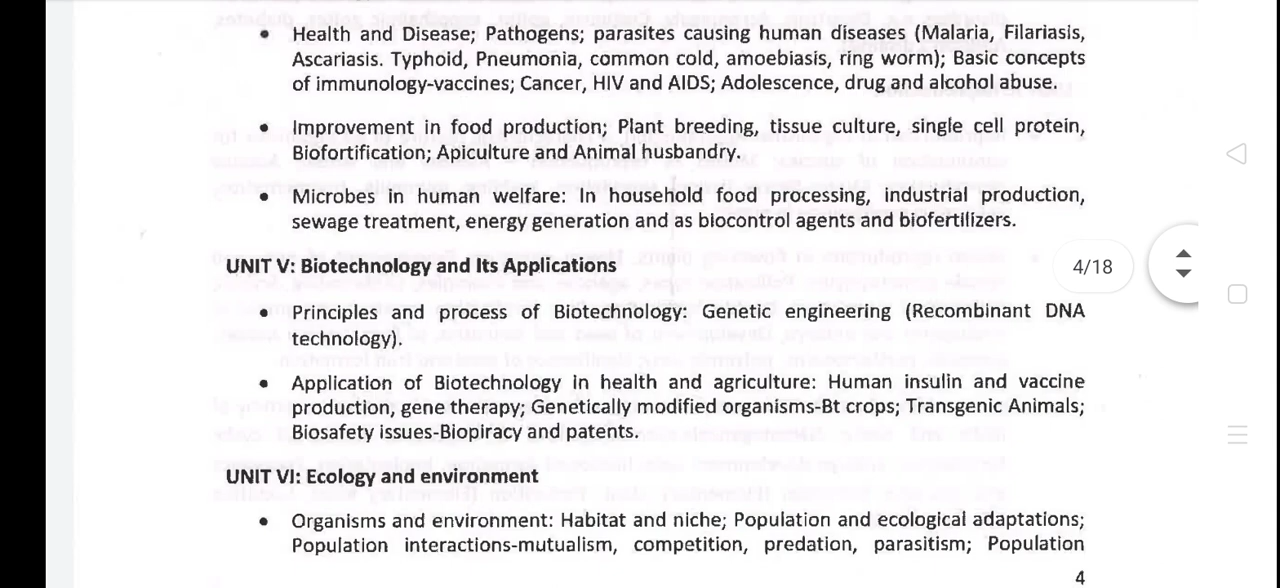 • Health and Disease; Pathogens; parasites causing human diseases (Malaria, Filariasis,
Ascariasis. Typhoid, Pneumonia, common cold, amoebiasis, ring worm); Basic concepts
of immunology-vaccines; Cancer, HIV and AIDS; Adolescence, drug and alcohol abuse.
• Improvement in food production; Plant breeding, tissue culture, single cell protein,
Biofortification; Apiculture and Animal husbandry.
• Microbes in human welfare: In household food processing, industrial production,
sewage treatment, energy generation and as biocontrol agents and biofertilizers.
UNIT V: Biotechnology and Its Applications
4/18
• Principles and process of Biotechnology: Genetic engineering (Recombinant DNA
technology).
• Application of Biotechnology in health and agriculture: Human insulin and vaccine
production, gene therapy; Genetically modified organisms-Bt crops; Transgenic Animals;
Biosafety issues-Biopiracy and patents.
UNIT VI: Ecology and environment
• Organisms and environment: Habitat and niche; Population and ecological adaptations;
Population interactions-mutualism, competition, predation, parasitism; Population
4